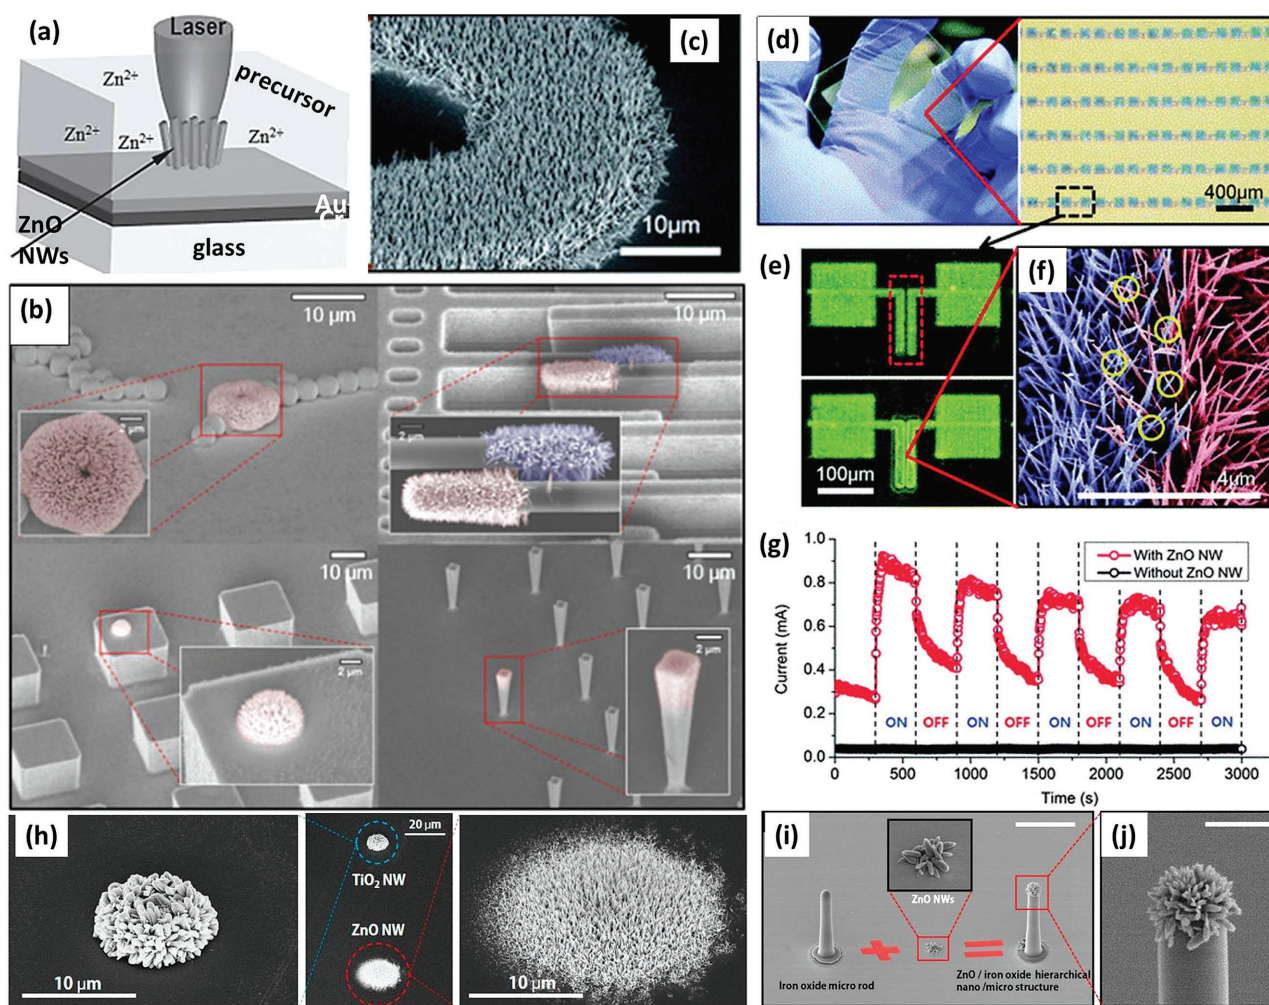 (a)
Laser
precursor
Zn2+
Zn2+
Zn2+
Zn2+
Au
Cr
ZnO
NWs
glass
(c)
10µm
(d)
400µm
(b)
10 µm
2 µm
10 µm
2 µm
10 µm
2 µm
10 µm
2 µm
(e)
100µm
(f)
4µm
(g)
1.0
0.8
0.6
0.4
0.2
0.0
Current (mA)
With ZnO NW
Without ZnO NW
ON OFF ON OFF ON OFF ON OFF ON
0 500 1000 1500 2000 2500 3000
Time (s)
(h)
10 µm
20 µm
TiO2 NW
ZnO NW
10 µm
(i)
ZnO NWs
Iron oxide micro rod
ZnO / iron oxide hierarchical
nano /micro structure
(j)